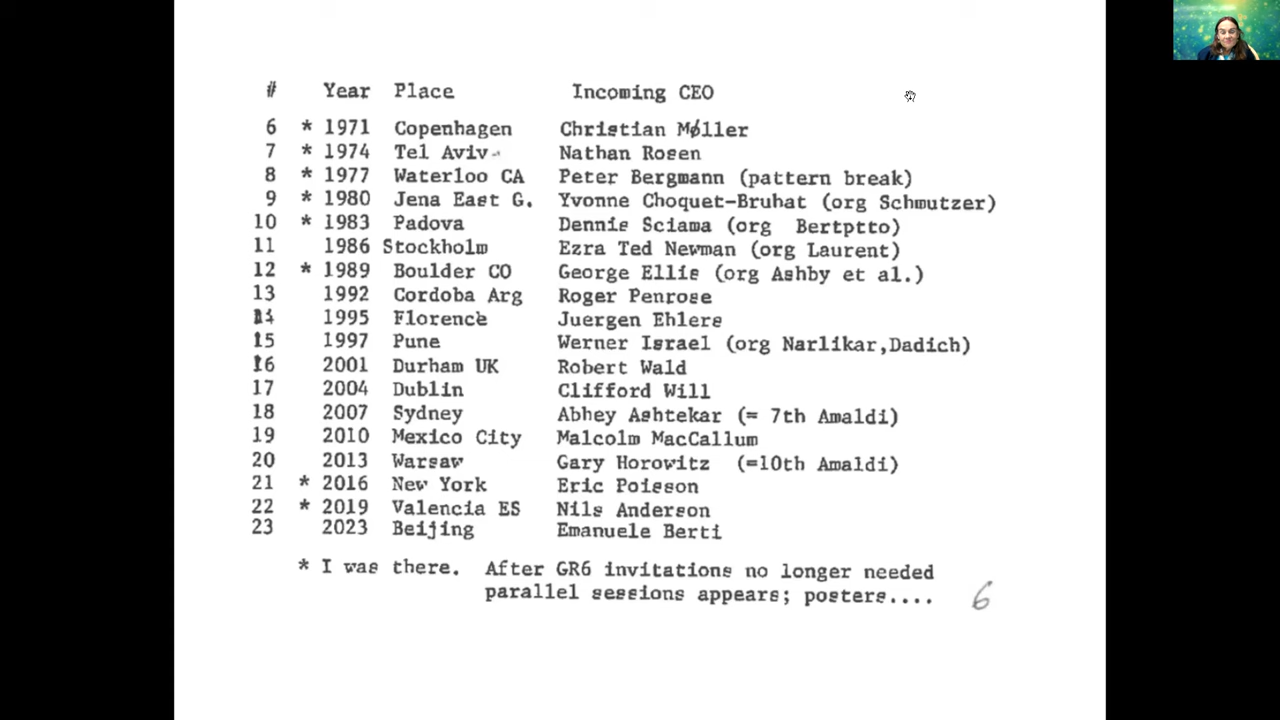 # Year Place Incoming CEO
6 * 1971 Copenhagen Christian Møller
7 * 1974 Tel Aviv- Nathan Rosen
8 * 1977 Waterloo CA Peter Bergmann (pattern break)
9 * 1980 Jena East G. Yvonne Choquet-Bruhat (org Schmutzer)
10 * 1983 Padova Dennis Sciama (org Bertptto)
11 1986 Stockholm Ezra Ted Newman (org Laurent)
12 * 1989 Boulder CO George Ellis (org Ashby et al.)
13 1992 Cordoba Arg Roger Penrose
14 1995 Florence Juergen Ehlers
15 1997 Pune Werner Israel (org Narlikar,Dadich)
16 2001 Durham UK Robert Wald
17 2004 Dublin Clifford Will
18 2007 Sydney Abhey Ashtekar (= 7th Amaldi)
19 2010 Mexico City Malcolm MacCallum
20 2013 Warsaw Gary Horowitz (=10th Amaldi)
21 * 2016 New York Eric Poisson
22 * 2019 Valencia ES Nils Anderson
23 2023 Beijing Emanuele Berti
* I was there. After GR6 invitations no longer needed
parallel sessions appears; posters....
6